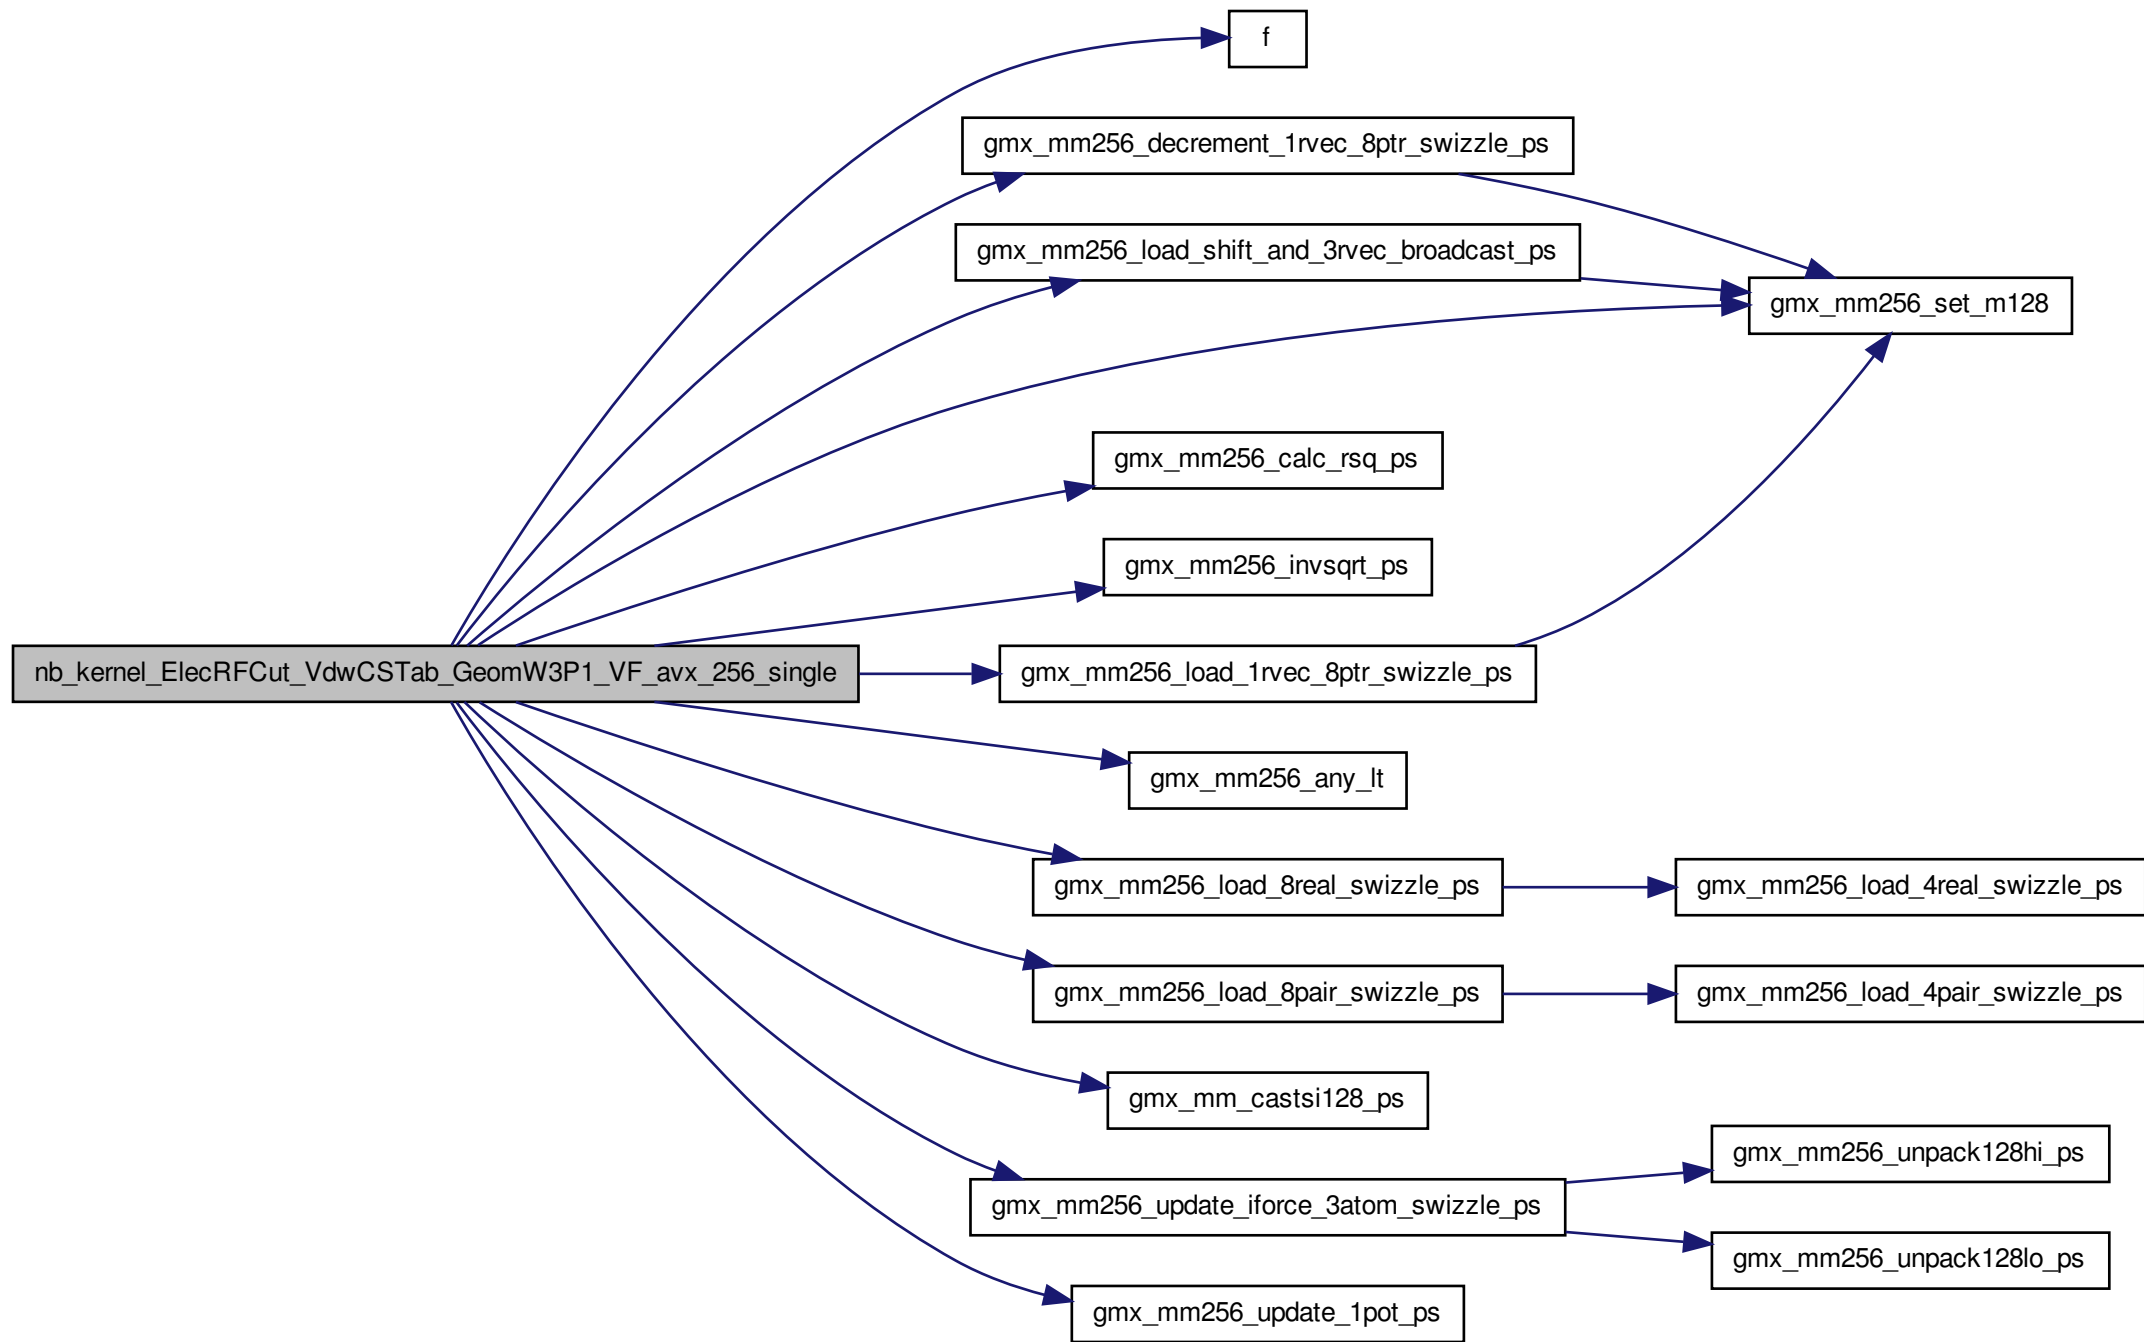 f
gmx_mm256_decrement_1rvec_8ptr_swizzle_ps
gmx_mm256_load_shift_and_3rvec_broadcast_ps
gmx_mm256_set_m128
gmx_mm256_calc_rsq_ps
gmx_mm256_invsqrt_ps
nb_kernel_ElecRFCut_VdwCSTab_GeomW3P1_VF_avx_256_single
gmx_mm256_load_1rvec_8ptr_swizzle_ps
gmx_mm256_any_lt
gmx_mm256_load_8real_swizzle_ps
gmx_mm256_load_4real_swizzle_ps
gmx_mm256_load_8pair_swizzle_ps
gmx_mm256_load_4pair_swizzle_ps
gmx_mm_castsi128_ps
gmx_mm256_unpack128hi_ps
gmx_mm256_update_iforce_3atom_swizzle_ps
gmx_mm256_unpack128lo_ps
gmx_mm256_update_1pot_ps